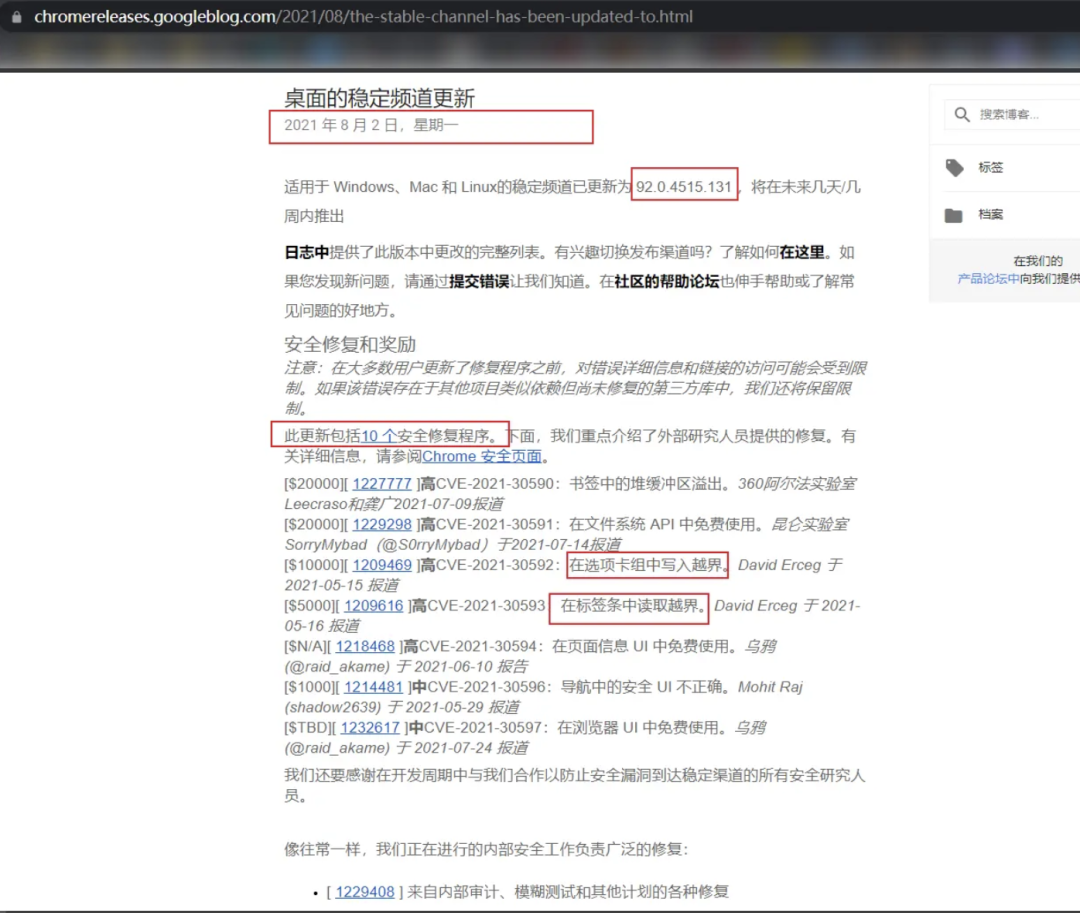 chromereleases.googleblog.com/2021/08/the-stable-channel-has-been-updated-to.html
桌面的稳定频道更新
2021 年 8 月 2 日，星期一
搜索博客...
标签
档案
在我们的
产品论坛中向我们提供
适用于 Windows、Mac 和 Linux的稳定频道已更新为 92.0.4515.131，将在未来几天/几
周内推出
日志中提供了此版本中更改的完整列表。有兴趣切换发布渠道吗？了解如何在这里。如
果您发现新问题，请通过提交错误让我们知道。在社区的帮助论坛也伸手帮助或了解常
见问题的好地方。
安全修复和奖励
注意：在大多数用户更新了修复程序之前，对错误详细信息和链接的访问可能会受到限
制。如果该错误存在于其他项目类似依赖但尚未修复的第三方库中，我们还将保留限
制。
此更新包括10 个安全修复程序。下面，我们重点介绍了外部研究人员提供的修复。有
关详细信息，请参阅Chrome 安全页面。
[$20000][ 1227777 ]高CVE-2021-30590：书签中的堆缓冲区溢出。360阿尔法实验室
Leecraso和龚广2021-07-09报道
[$20000][ 1229298 ]高CVE-2021-30591：在文件系统 API 中免费使用。昆仑实验室
SorryMybad（@S0rryMybad）于2021-07-14报道
[$10000][ 1209469 ]高CVE-2021-30592：在选项卡组中写入越界。David Erceg 于
2021-05-15 报道
[$5000][ 1209616 ]高CVE-2021-30593：在标签条中读取越界。David Erceg 于 2021-
05-16 报道
[$N/A][ 1218468 ]高CVE-2021-30594：在页面信息 UI 中免费使用。乌鸦
(@raid_akame) 于 2021-06-10 报告
[$1000][ 1214481 ]中CVE-2021-30596：导航中的安全 UI 不正确。Mohit Raj
(shadow2639) 于 2021-05-29 报道
[$TBD][ 1232617 ]中CVE-2021-30597：在浏览器 UI 中免费使用。乌鸦
(@raid_akame) 于 2021-07-24 报道
我们还要感谢在开发周期中与我们合作以防止安全漏洞到达稳定渠道的所有安全研究人
员。
像往常一样，我们正在进行的内部安全工作负责广泛的修复：
• [ 1229408 ] 来自内部审计、模糊测试和其他计划的各种修复